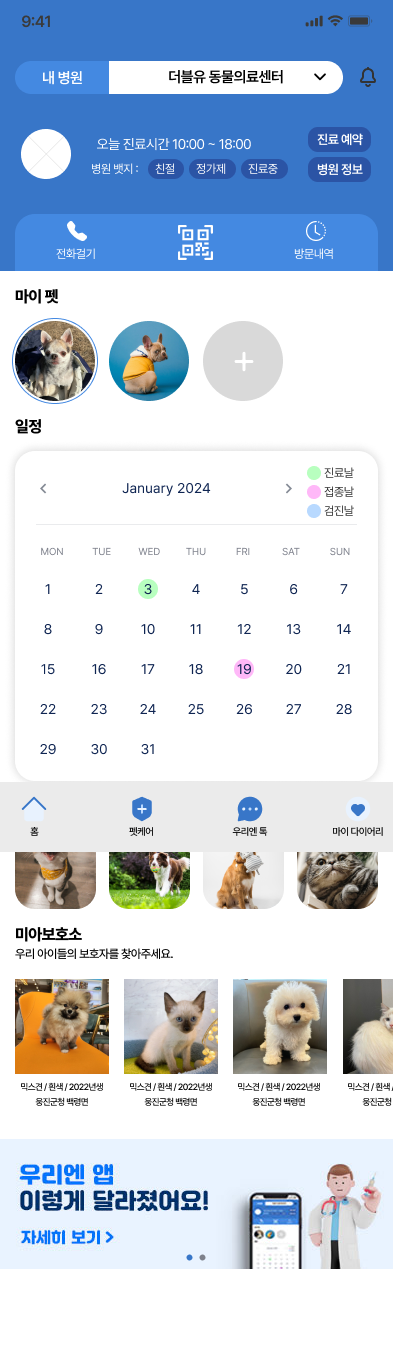 9:41
내 병원
더블유 동물의료센터
오늘 진료시간 10:00 ~ 18:00
진료 예약
병원 뱃지 :
친절
정가제
진료중
병원 정보
전화걸기
방문내역
마이 펫
일정
January 2024
진료날
접종날
검진날
MON TUE WED THU FRI SAT SUN
1 2 3 4 5 6 7
8 9 10 11 12 13 14
15 16 17 18 19 20 21
22 23 24 25 26 27 28
29 30 31
홈
펫케어
우리엔 톡
마이 다이어리
미아보호소
우리 아이들의 보호자를 찾아주세요.
믹스견 / 흰색 / 2022년생
옹진군청 백령면
믹스견 / 흰색 / 2022년생
옹진군청 백령면
믹스견 / 흰색 / 2022년생
옹진군청 백령면
믹스견 / 흰색 /
옹진군청
우리엔 앱
이렇게 달라졌어요!
자세히 보기 >